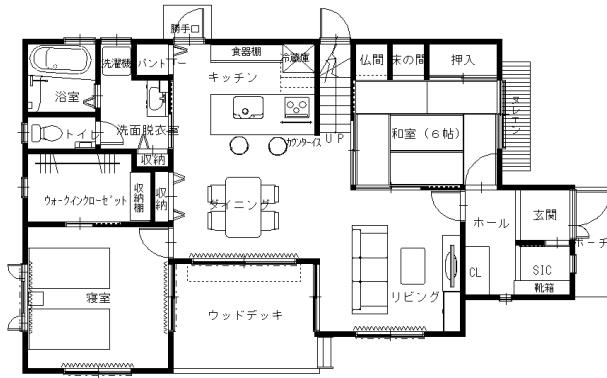 勝手口
洗濯機
パントリー
食器棚
冷蔵庫
仏間
床の間
押入
キッチン
浴室
ヌレエン
トイレ
洗面脱衣室
カウンターイス
UP
和室(6帖)
収納
ウォークインクローゼット
収納棚
収納
ダイニング
ホール
玄関
ポーチ
CL
SIC
靴箱
寝室
ウッドデッキ
リビング